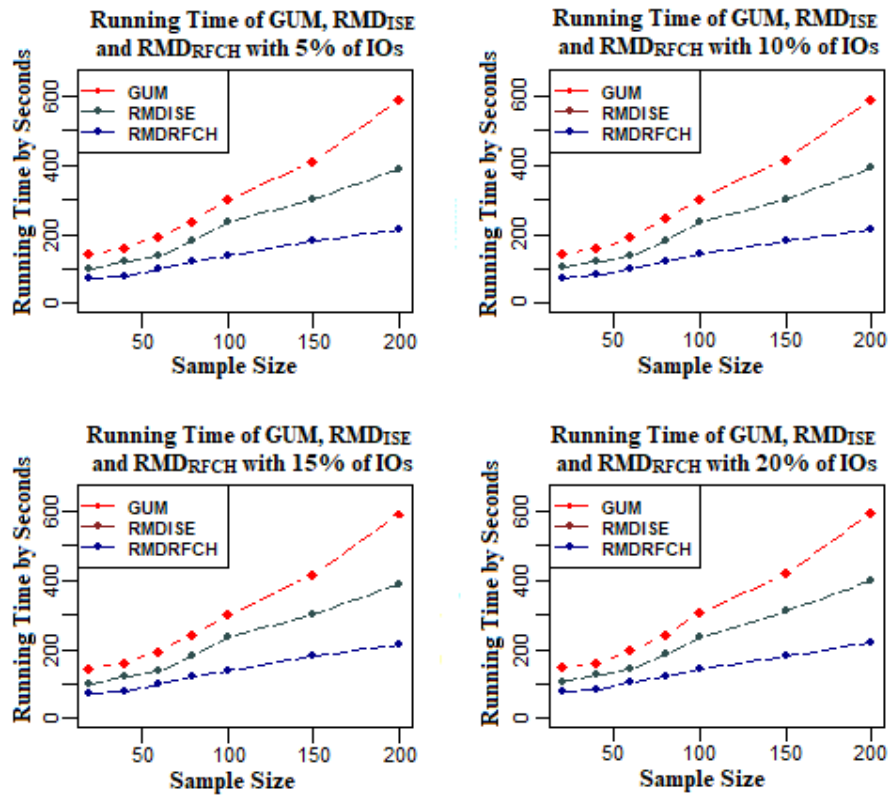 Running Time of GUM, RMDISE
and RMDRFCH with 5% of IOs
Running Time by Seconds
GUM
RMDISE
RMDRFCH
600
400
200
0
50
100
150
200
Sample Size
Running Time of GUM, RMDISE
and RMDRFCH with 10% of IOs
Running Time by Seconds
GUM
RMDISE
RMDRFCH
600
400
200
0
50
100
150
200
Sample Size
Running Time of GUM, RMDISE
and RMDRFCH with 15% of IOs
Running Time by Seconds
GUM
RMDISE
RMDRFCH
600
400
200
0
50
100
150
200
Sample Size
Running Time of GUM, RMDISE
and RMDRFCH with 20% of IOs
Running Time by Seconds
GUM
RMDISE
RMDRFCH
600
400
200
0
50
100
150
200
Sample Size